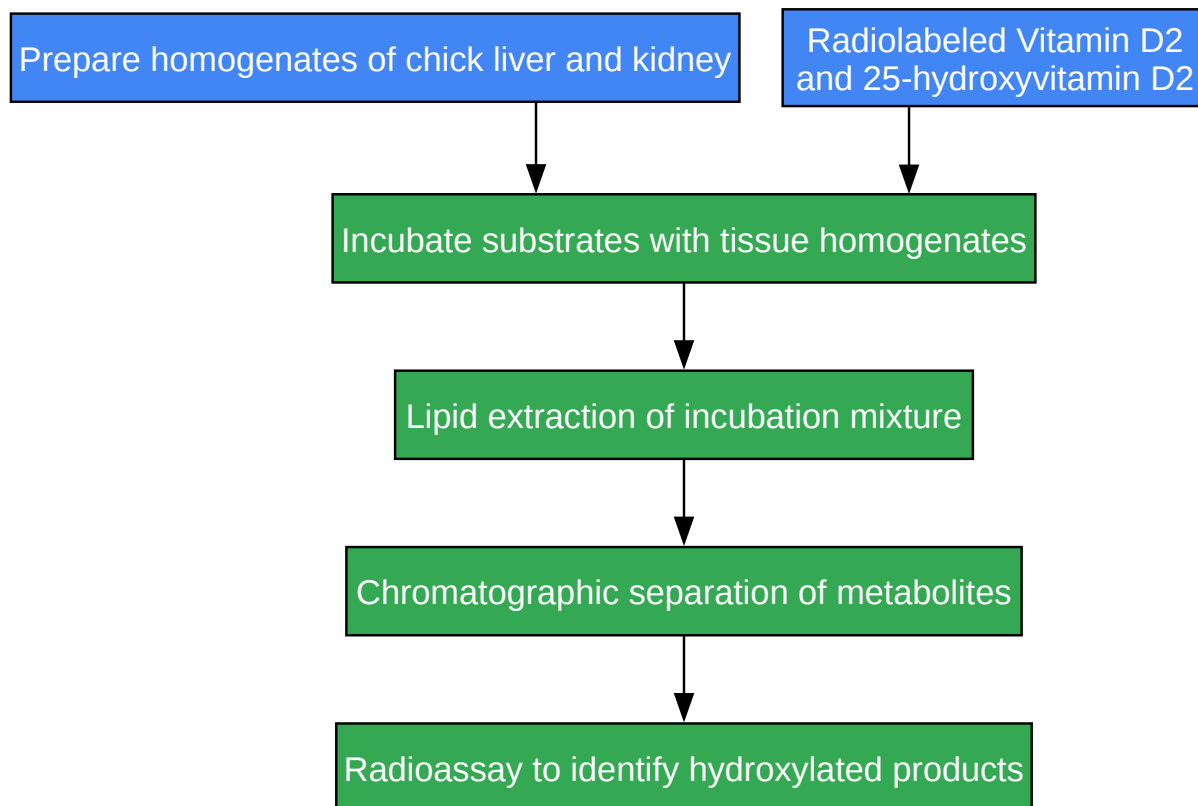 Prepare homogenates of chick liver and kidney
Radiolabeled Vitamin D2
and 25-hydroxyvitamin D2
Incubate substrates with tissue homogenates
Lipid extraction of incubation mixture
Chromatographic separation of metabolites
Radioassay to identify hydroxylated products